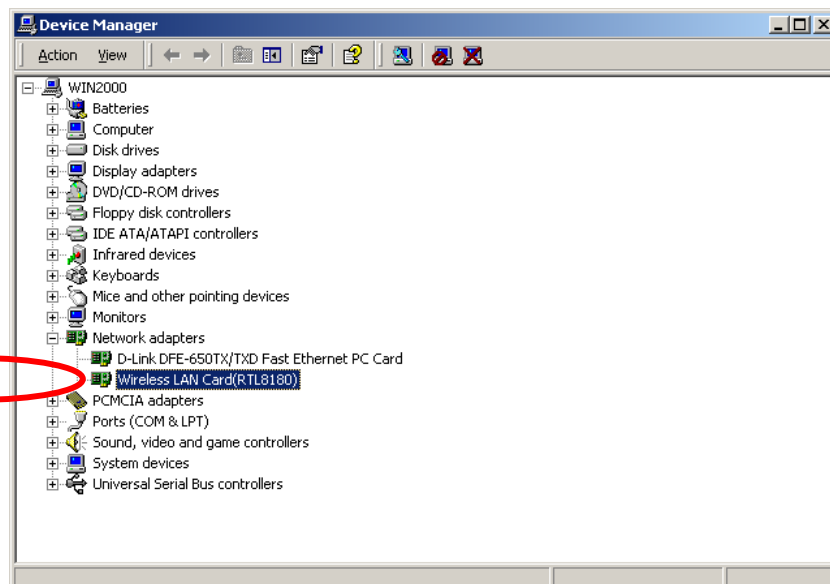 Device Manager
Action View
WIN2000
Batteries
Computer
Disk drives
Display adapters
DVD/CD-ROM drives
Floppy disk controllers
IDE ATA/ATAPI controllers
Infrared devices
Keyboards
Mice and other pointing devices
Monitors
Network adapters
D-Link DFE-650TX/TXD Fast Ethernet PC Card
Wireless LAN Card(RTL8180)
PCMCIA adapters
Ports (COM & LPT)
Sound, video and game controllers
System devices
Universal Serial Bus controllers